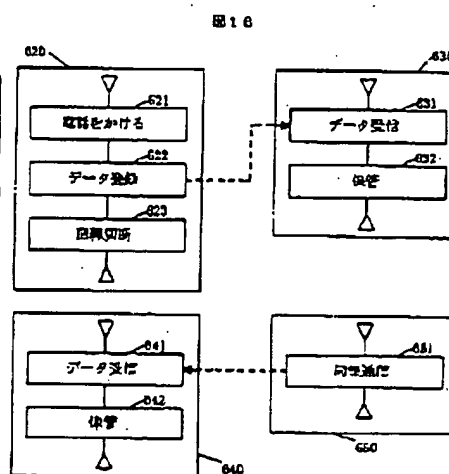 図16
620
621
電話をかける
622
データ登録
623
回線切断
630
631
データ受信
632
保管
641
データ受信
642
保管
640
651
同報通信
650